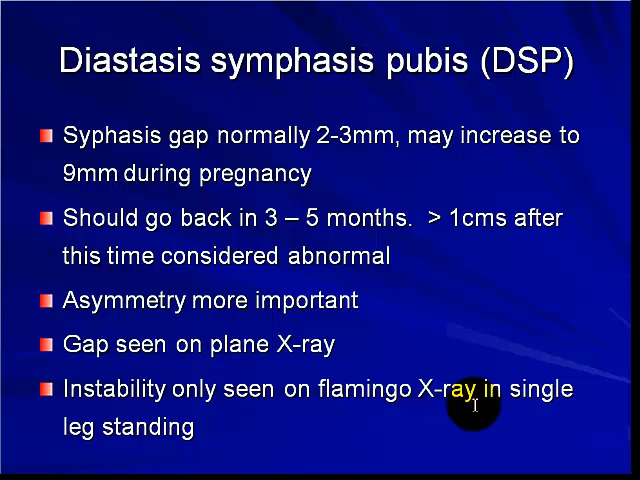 Diastasis symphasis pubis (DSP)
Syphasis gap normally 2-3mm, may increase to
9mm during pregnancy
Should go back in 3 – 5 months.  > 1cms after
this time considered abnormal
Asymmetry more important
Gap seen on plane X-ray
Instability only seen on flamingo X-ray in single
leg standing